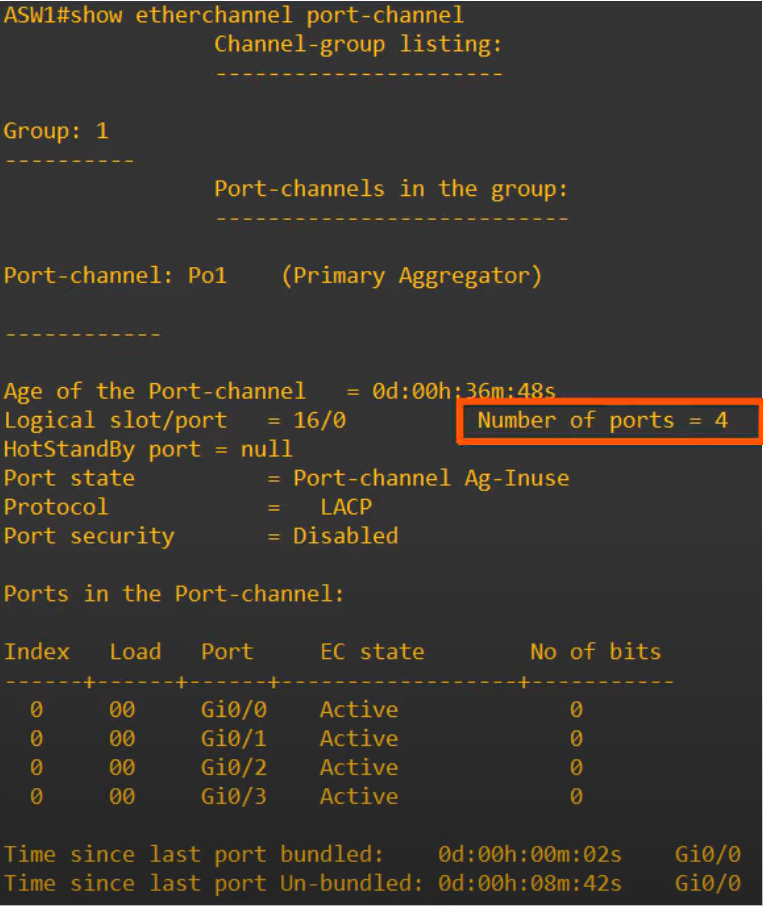 ASW1#show etherchannel port-channel
Channel-group listing:
----------------------
Group: 1
----------
Port-channels in the group:
---------------------------
Port-channel: Po1    (Primary Aggregator)
------------
Age of the Port-channel   = 0d:00h:36m:48s
Logical slot/port   = 16/0          Number of ports = 4
HotStandBy port = null
Port state          = Port-channel Ag-Inuse
Protocol            =   LACP
Port security       = Disabled
Ports in the Port-channel:
Index   Load   Port     EC state        No of bits
------+------+------+------------------+-----------
  0     00     Gi0/0    Active             0
  0     00     Gi0/1    Active             0
  0     00     Gi0/2    Active             0
  0     00     Gi0/3    Active             0
Time since last port bundled:    0d:00h:00m:02s    Gi0/0
Time since last port Un-bundled: 0d:00h:08m:42s    Gi0/0